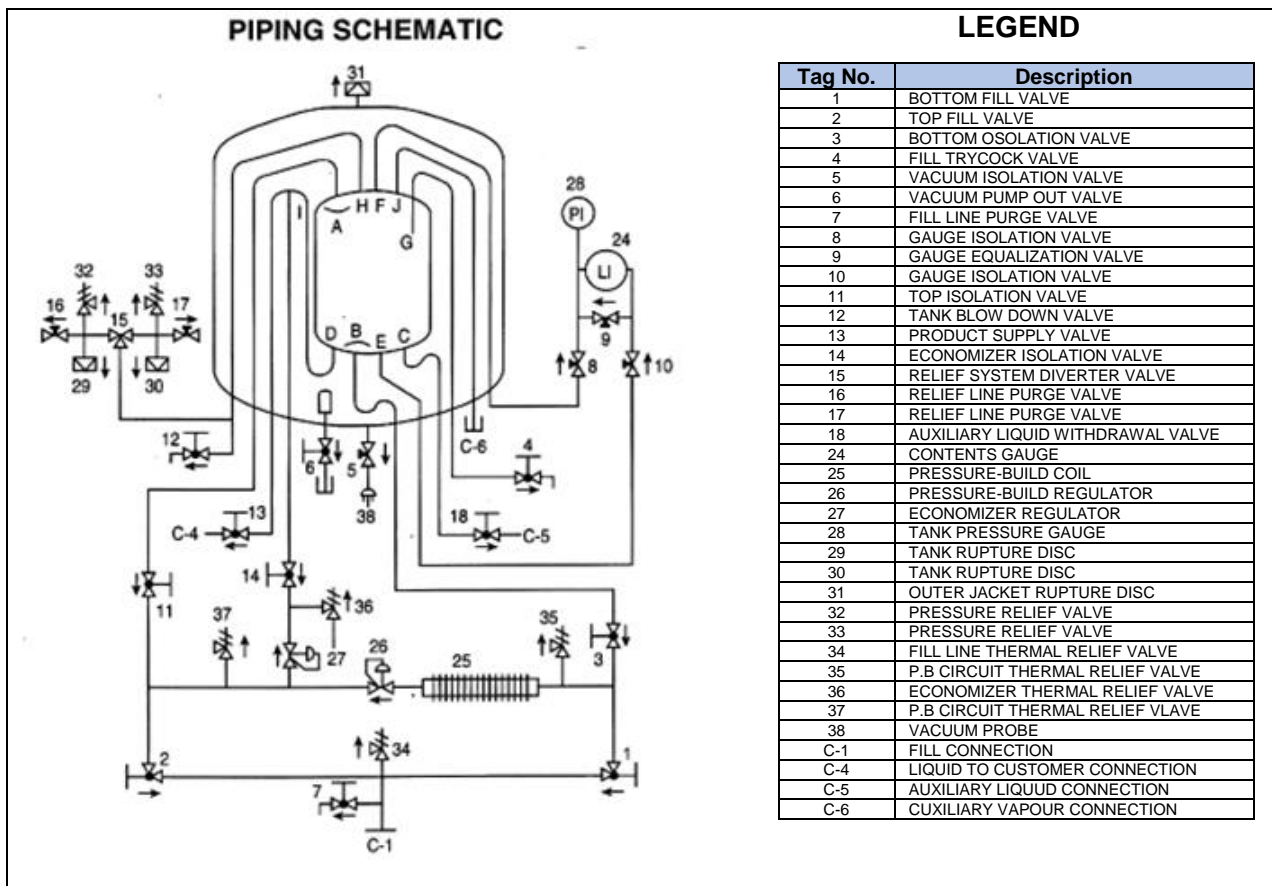 PIPING SCHEMATIC
31
H F J
I
A
G
28
PI
24
LI
32
33
16
15
17
D B E C
9
29
30
8
10
12
6
5
C-6
4
38
13
18
C-4
C-5
14
11
37
36
35
27
26
25
3
2
34
1
7
C-1
LEGEND
Tag No. Description
1 BOTTOM FILL VALVE
2 TOP FILL VALVE
3 BOTTOM OSOLATION VALVE
4 FILL TRYCOCK VALVE
5 VACUUM ISOLATION VALVE
6 VACUUM PUMP OUT VALVE
7 FILL LINE PURGE VALVE
8 GAUGE ISOLATION VALVE
9 GAUGE EQUALIZATION VALVE
10 GAUGE ISOLATION VALVE
11 TOP ISOLATION VALVE
12 TANK BLOW DOWN VALVE
13 PRODUCT SUPPLY VALVE
14 ECONOMIZER ISOLATION VALVE
15 RELIEF SYSTEM DIVERTER VALVE
16 RELIEF LINE PURGE VALVE
17 RELIEF LINE PURGE VALVE
18 AUXILIARY LIQUID WITHDRAWAL VALVE
24 CONTENTS GAUGE
25 PRESSURE-BUILD COIL
26 PRESSURE-BUILD REGULATOR
27 ECONOMIZER REGULATOR
28 TANK PRESSURE GAUGE
29 TANK RUPTURE DISC
30 TANK RUPTURE DISC
31 OUTER JACKET RUPTURE DISC
32 PRESSURE RELIEF VALVE
33 PRESSURE RELIEF VALVE
34 FILL LINE THERMAL RELIEF VALVE
35 P.B CIRCUIT THERMAL RELIEF VALVE
36 ECONOMIZER THERMAL RELIEF VALVE
37 P.B CIRCUIT THERMAL RELIEF VLAVE
38 VACUUM PROBE
C-1 FILL CONNECTION
C-4 LIQUID TO CUSTOMER CONNECTION
C-5 AUXILIARY LIQUUD CONNECTION
C-6 CUXILIARY VAPOUR CONNECTION